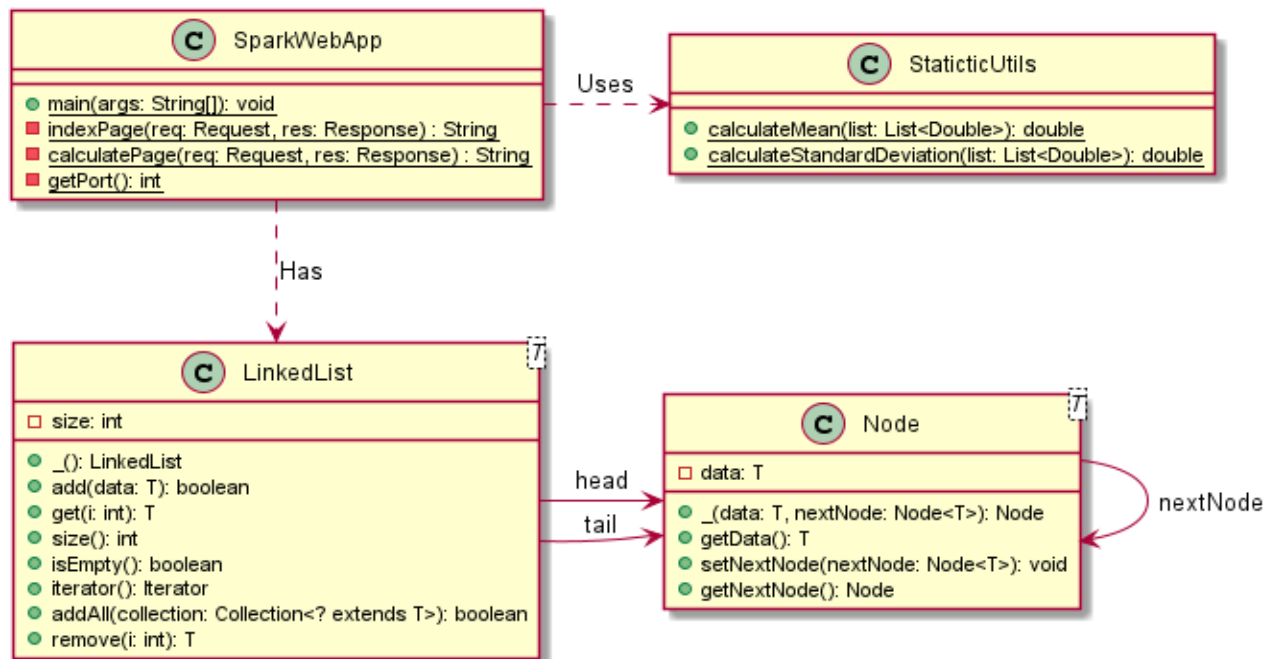 C SparkWebApp
main(args: String[]): void
indexPage(req: Request, res: Response) : String
calculatePage(req: Request, res: Response) : String
getPort(): int
Uses
C StaticticUtils
calculateMean(list: List<Double>): double
calculateStandardDeviation(list: List<Double>): double
Has
C LinkedList T
size: int
_(): LinkedList
add(data: T): boolean
get(i: int): T
size(): int
isEmpty(): boolean
iterator(): Iterator
addAll(collection: Collection<? extends T>): boolean
remove(i: int): T
head
tail
C Node T
data: T
_(data: T, nextNode: Node<T>): Node
getData(): T
setNextNode(nextNode: Node<T>): void
getNextNode(): Node
nextNode